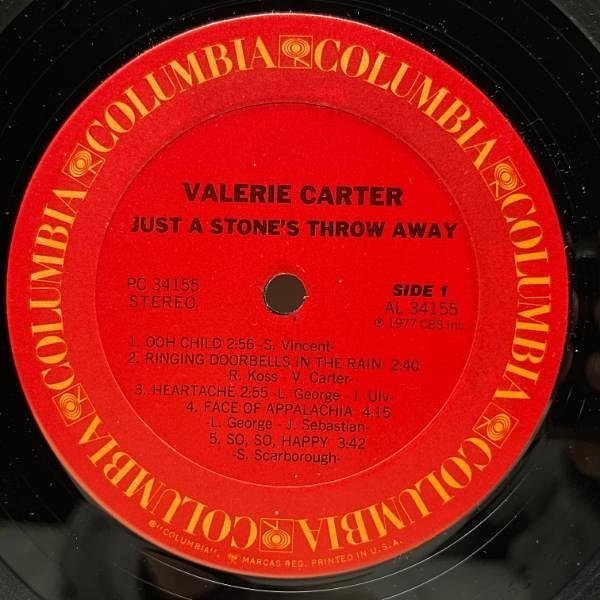 COLUMBIA COLUMBIA COLUMBIA COLUMBIA COLUMBIA COLUMBIA COLUMBIA
VALERIE CARTER
JUST A STONE'S THROW AWAY
PC 34155
STEREO
SIDE 1
AL 34155
℗ 1977 CBS Inc.
1. OOH CHILD 2:56 -S. Vincent-
2. RINGING DOORBELLS IN THE RAIN 2:40
R. Koss - V. Carter-
3. HEARTACHE 2:55 -L. George - I. Ulv-
4. FACE OF APPALACHIA 4:15
-L. George - J. Sebastian-
5. SO, SO, HAPPY 3:42
-S. Scarborough-
®"COLUMBIA", MARCAS REG. PRINTED IN U.S.A.